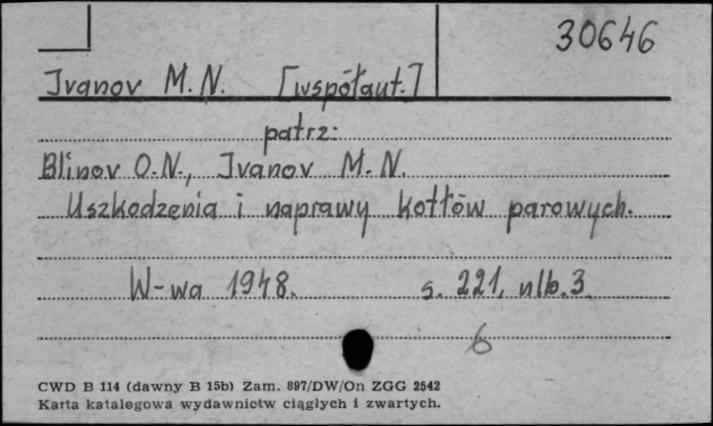 30646
Ivanov M.N. [współaut.]
patrz:
Blinov O.N., Ivanov M.N.
Uszkodzenia i naprawy kotłów parowych.
W-wa 1948. s. 221, nlb. 3.
6
CWD B 114 (dawny B 15b) Zam. 897/DW/On ZGG 2542
Karta katalogowa wydawnictw ciągłych i zwartych.